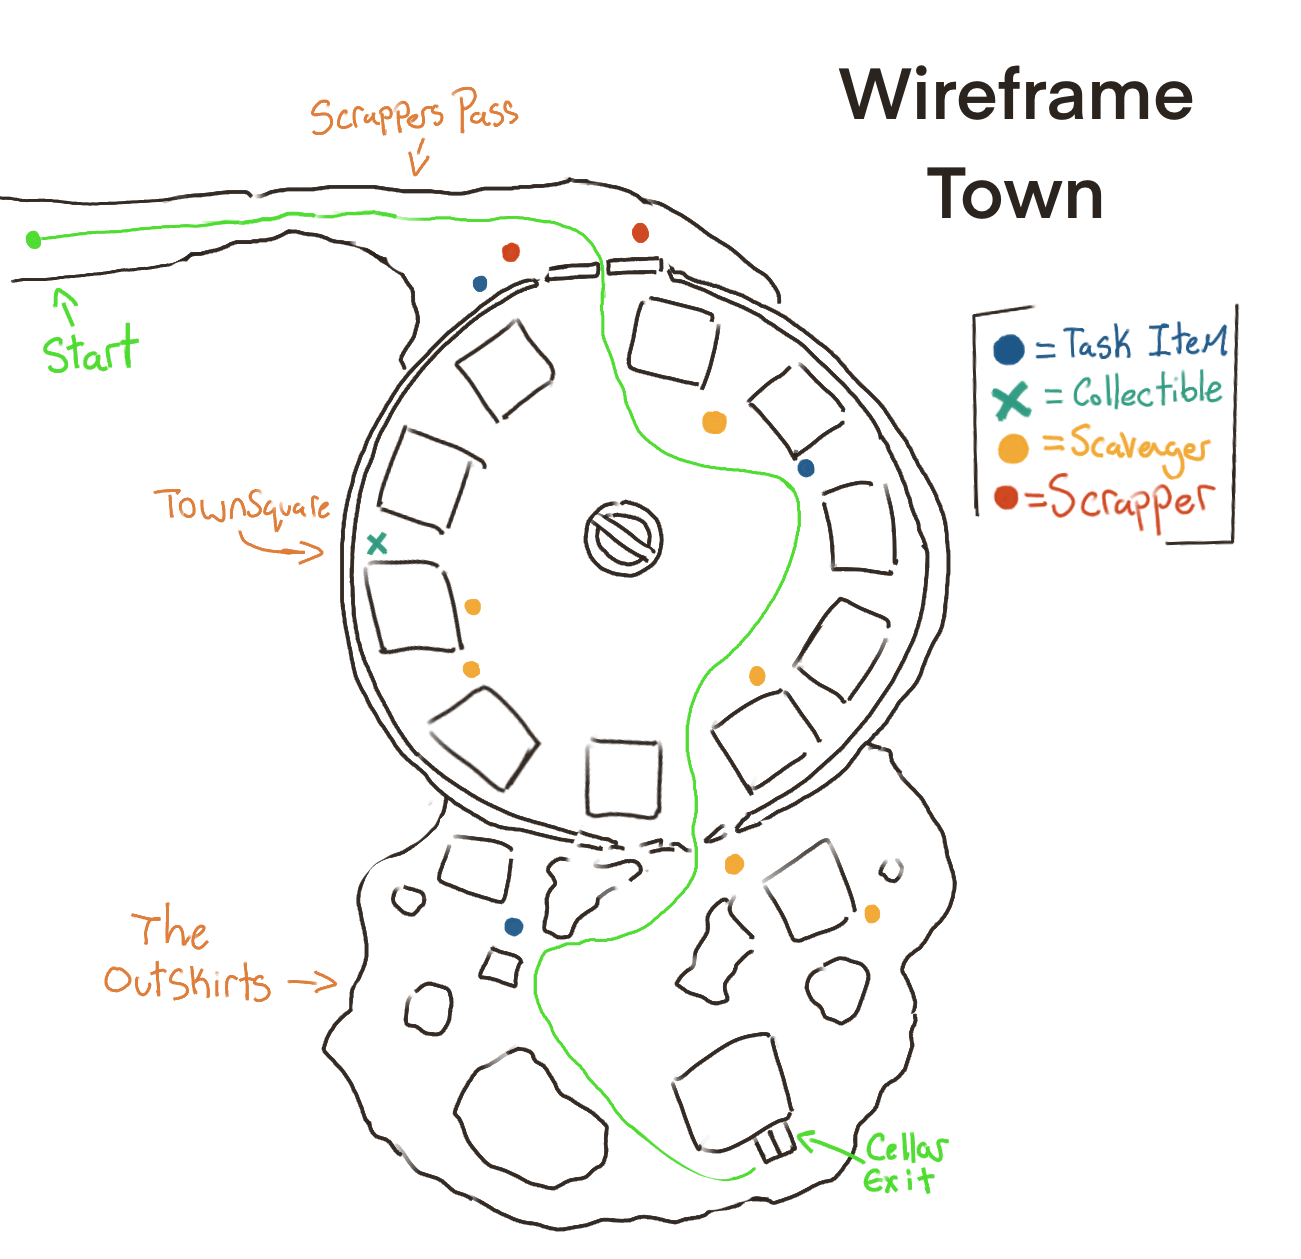 Wireframe
Town
Scrappers Pass
Start
= Task Item
= Collectible
= Scavenger
= Scrapper
TownSquare
The
Outskirts
Cellar
Exit